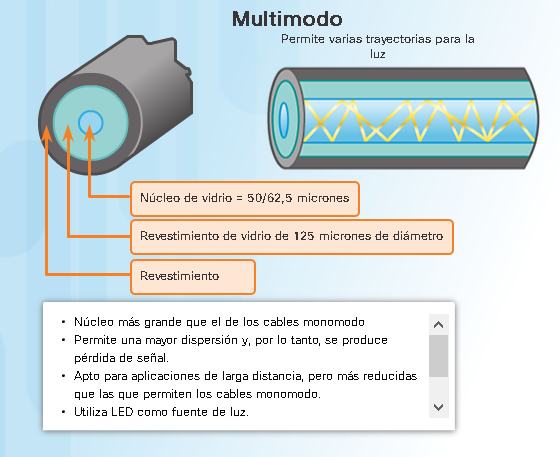 Multimodo
Permite varias trayectorias para la
luz
Núcleo de vidrio = 50/62,5 micrones
Revestimiento de vidrio de 125 micrones de diámetro
Revestimiento
• Núcleo más grande que el de los cables monomodo
• Permite una mayor dispersión y, por lo tanto, se produce
pérdida de señal.
• Apto para aplicaciones de larga distancia, pero más reducidas
que las que permiten los cables monomodo.
• Utiliza LED como fuente de luz.